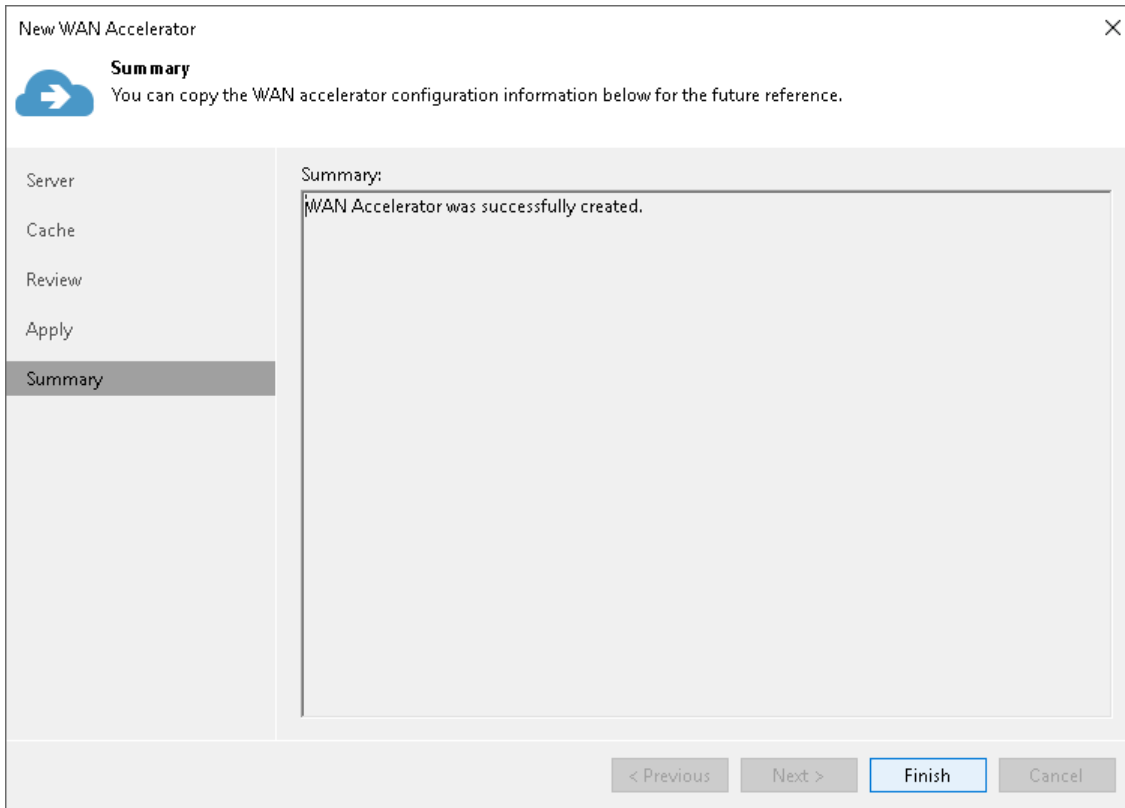 New WAN Accelerator
Summary
You can copy the WAN accelerator configuration information below for the future reference.
Server
Cache
Review
Apply
Summary
Summary:
WAN Accelerator was successfully created.
< Previous
Next >
Finish
Cancel